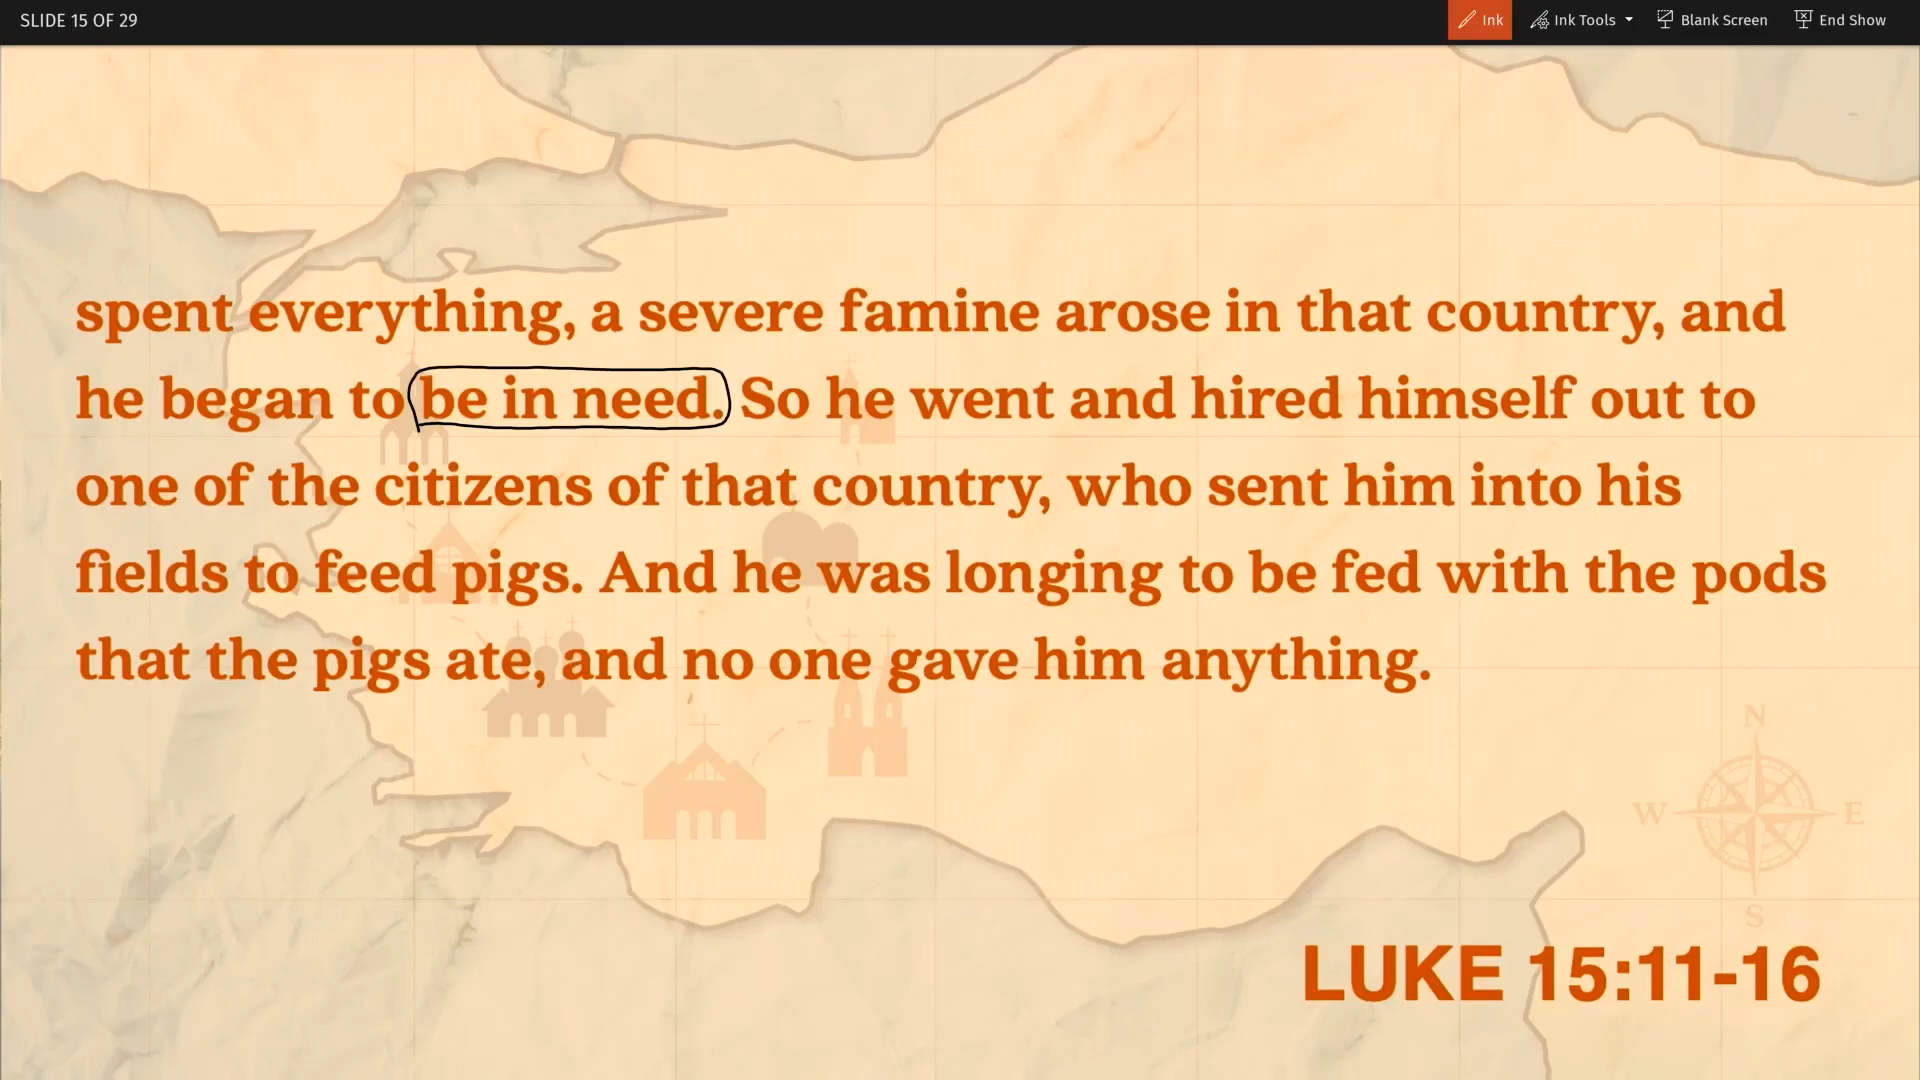 SLIDE 15 OF 29
Ink
Ink Tools
Blank Screen
End Show
spent everything, a severe famine arose in that country, and
he began to be in need. So he went and hired himself out to
one of the citizens of that country, who sent him into his
fields to feed pigs. And he was longing to be fed with the pods
that the pigs ate, and no one gave him anything.
N
W
E
S
LUKE 15:11-16